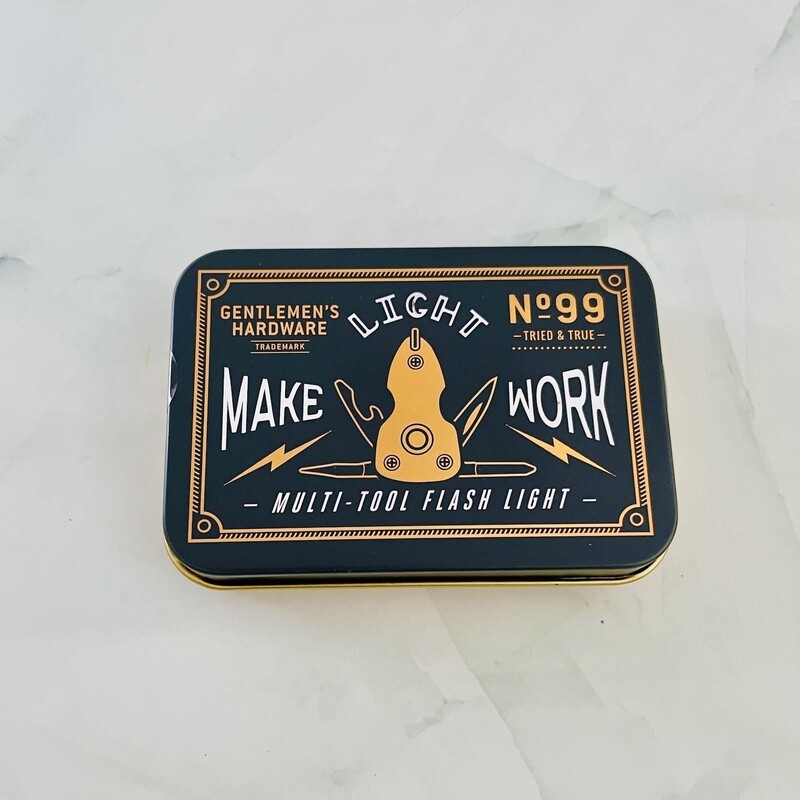 GENTLEMEN'S
HARDWARE
TRADEMARK
Nº99
TRIED & TRUE
MAKE LIGHT WORK
— MULTI-TOOL FLASH LIGHT —